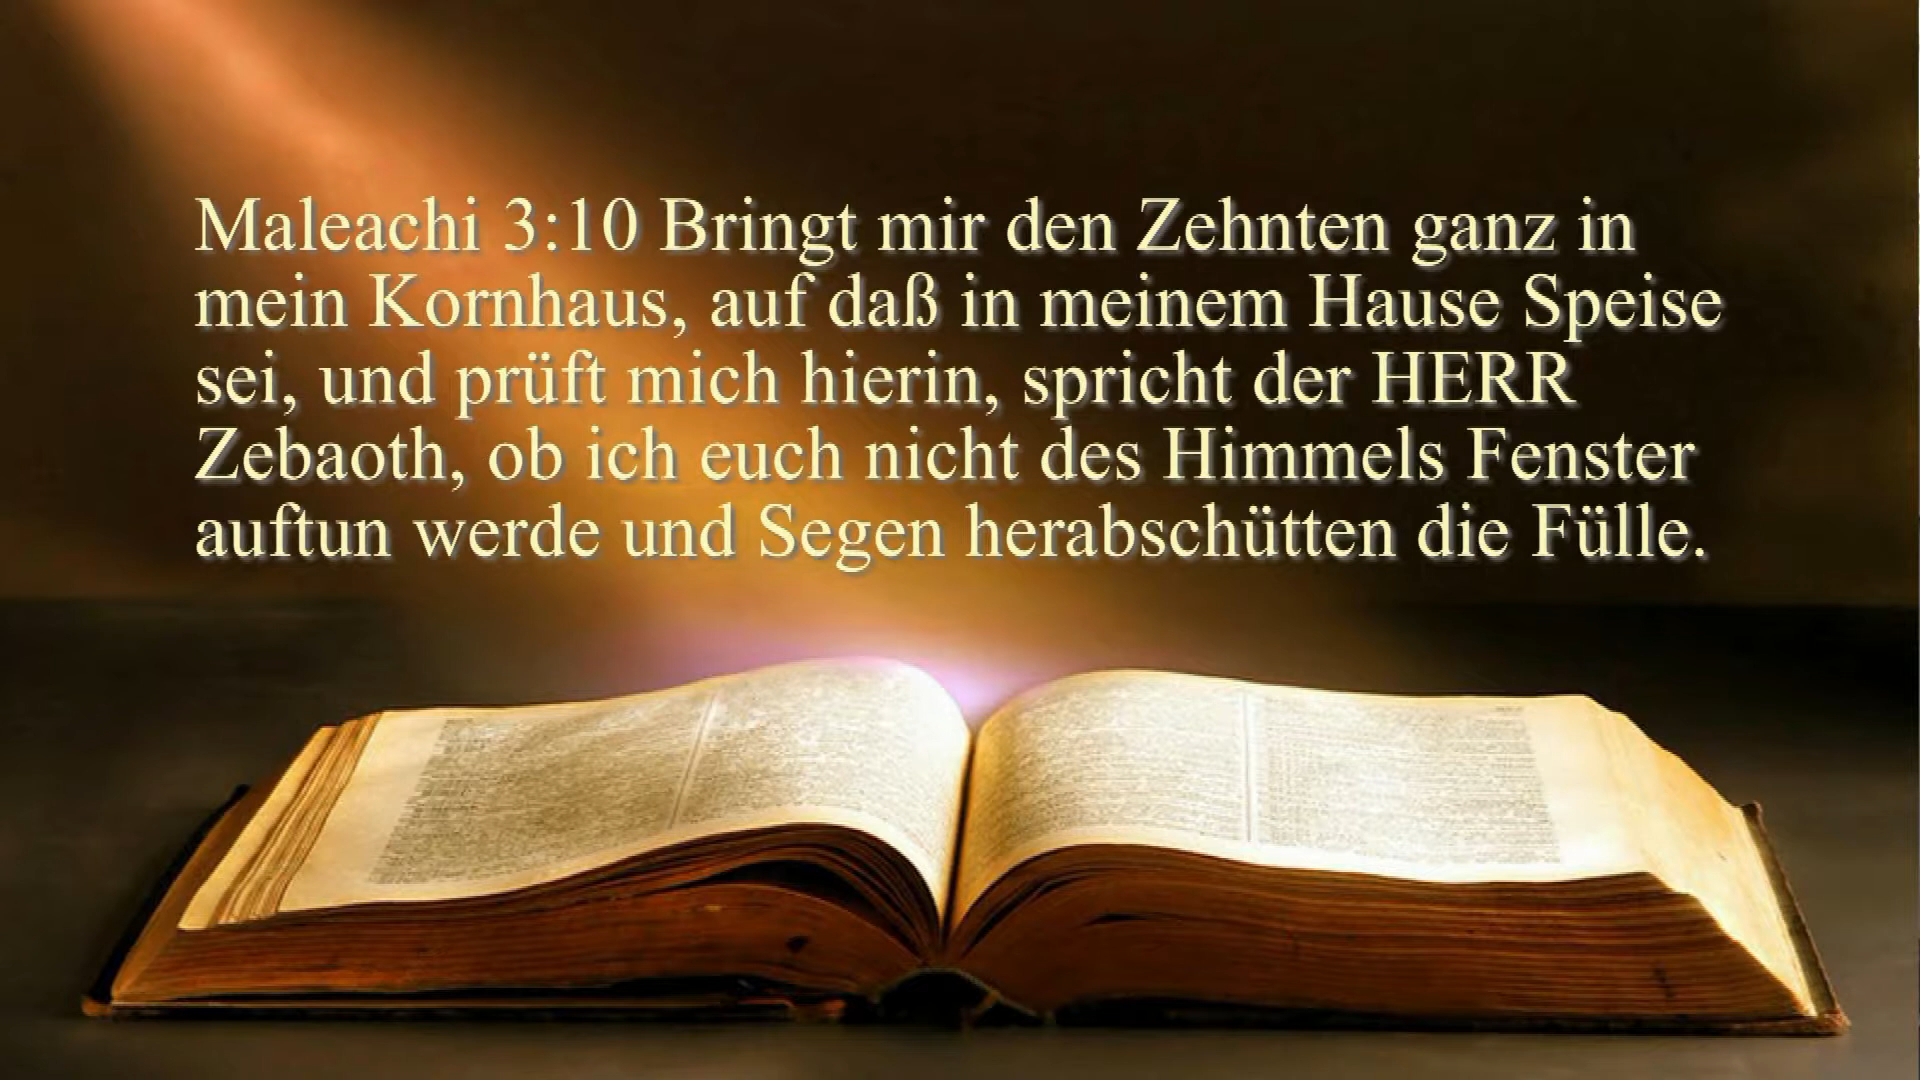 Maleachi 3:10 Bringt mir den Zehnten ganz in
mein Kornhaus, auf daß in meinem Hause Speise
sei, und prüft mich hierin, spricht der HERR
Zebaoth, ob ich euch nicht des Himmels Fenster
auftun werde und Segen herabschütten die Fülle.